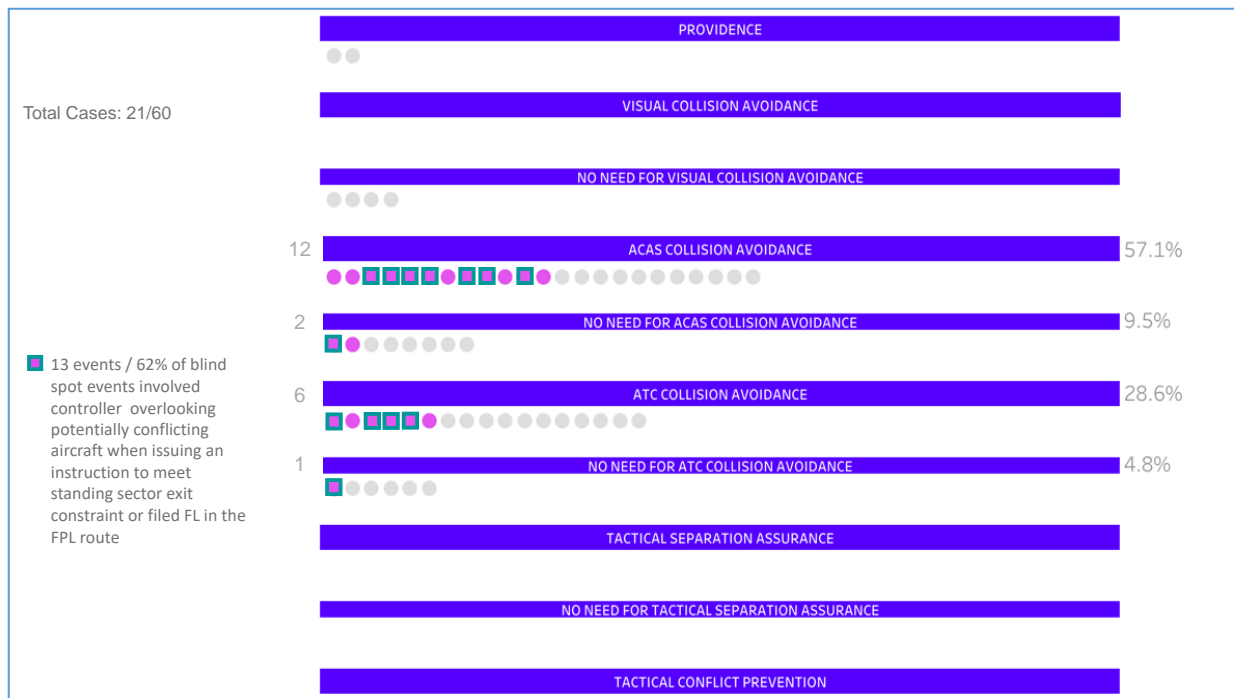 PROVIDENCE
Total Cases: 21/60
VISUAL COLLISION AVOIDANCE
NO NEED FOR VISUAL COLLISION AVOIDANCE
12
ACAS COLLISION AVOIDANCE
57.1%
2
NO NEED FOR ACAS COLLISION AVOIDANCE
9.5%
13 events / 62% of blind
spot events involved
controller overlooking
potentially conflicting
aircraft when issuing an
instruction to meet
standing sector exit
constraint or filed FL in the
FPL route
6
ATC COLLISION AVOIDANCE
28.6%
1
NO NEED FOR ATC COLLISION AVOIDANCE
4.8%
TACTICAL SEPARATION ASSURANCE
NO NEED FOR TACTICAL SEPARATION ASSURANCE
TACTICAL CONFLICT PREVENTION